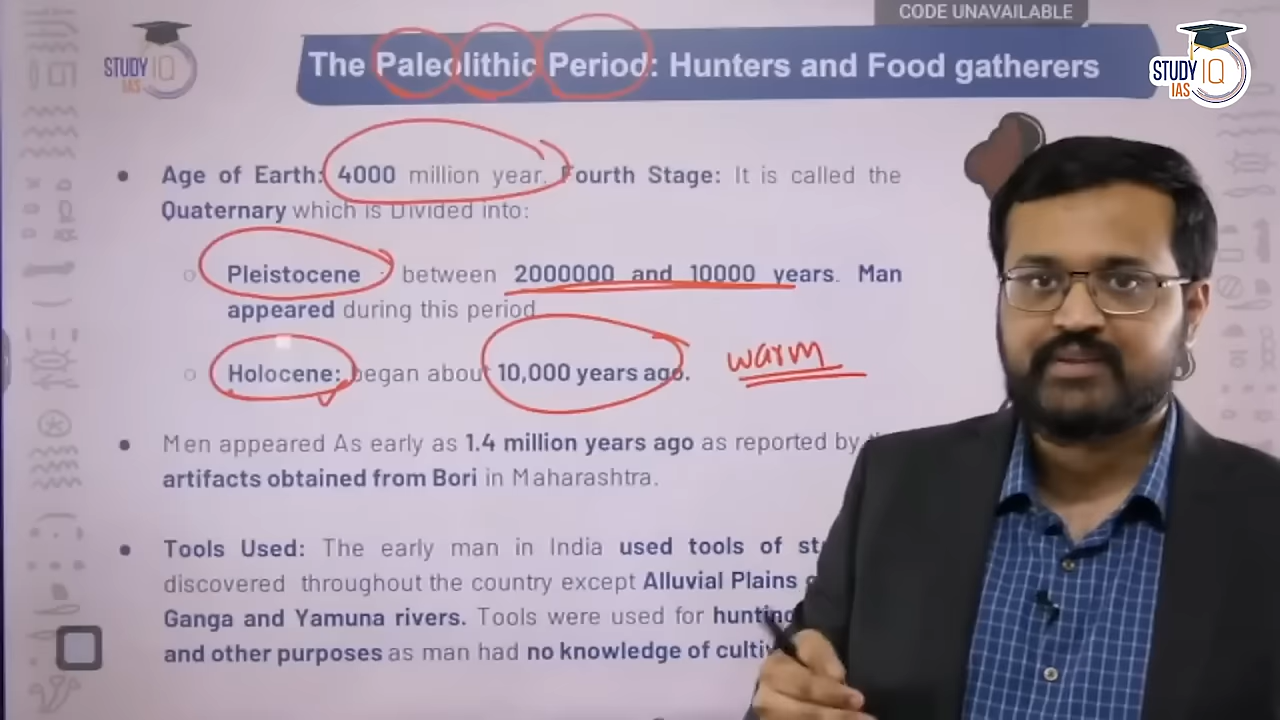 CODE UNAVAILABLE
STUDY IQ
IAS
The Paleolithic Period: Hunters and Food gatherers
STUDY IQ
IAS
Age of Earth: 4000 million year. Fourth Stage: It is called the
Quaternary which is Divided into:
Pleistocene : between 2000000 and 10000 years. Man
appeared during this period
Holocene: began about 10,000 years ago.
warm
Men appeared As early as 1.4 million years ago as reported by
artifacts obtained from Bori in Maharashtra.
Tools Used: The early man in India used tools of
discovered throughout the country except Alluvial Plains
Ganga and Yamuna rivers. Tools were used for hunting
and other purposes as man had no knowledge of